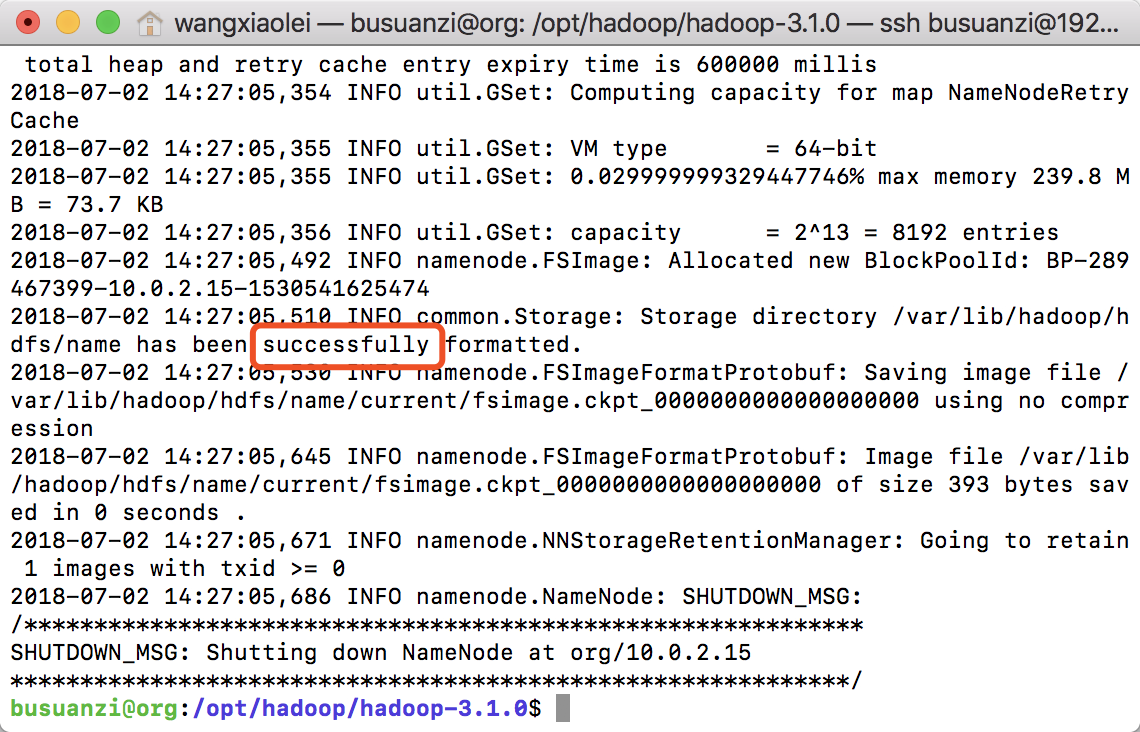 wangxiaolei — busuanzi@org: /opt/hadoop/hadoop-3.1.0 — ssh busuanzi@192...
 total heap and retry cache entry expiry time is 600000 millis
2018-07-02 14:27:05,354 INFO util.GSet: Computing capacity for map NameNodeRetry
Cache
2018-07-02 14:27:05,355 INFO util.GSet: VM type       = 64-bit
2018-07-02 14:27:05,355 INFO util.GSet: 0.029999999329447746% max memory 239.8 M
B = 73.7 KB
2018-07-02 14:27:05,356 INFO util.GSet: capacity      = 2^13 = 8192 entries
2018-07-02 14:27:05,492 INFO namenode.FSImage: Allocated new BlockPoolId: BP-289
467399-10.0.2.15-1530541625474
2018-07-02 14:27:05,510 INFO common.Storage: Storage directory /var/lib/hadoop/h
dfs/name has been successfully formatted.
2018-07-02 14:27:05,530 INFO namenode.FSImageFormatProtobuf: Saving image file /
var/lib/hadoop/hdfs/name/current/fsimage.ckpt_0000000000000000000 using no compr
ession
2018-07-02 14:27:05,645 INFO namenode.FSImageFormatProtobuf: Image file /var/lib
/hadoop/hdfs/name/current/fsimage.ckpt_0000000000000000000 of size 393 bytes sav
ed in 0 seconds .
2018-07-02 14:27:05,671 INFO namenode.NNStorageRetentionManager: Going to retain
 1 images with txid >= 0
2018-07-02 14:27:05,686 INFO namenode.NameNode: SHUTDOWN_MSG:
/************************************************************
SHUTDOWN_MSG: Shutting down NameNode at org/10.0.2.15
************************************************************/
busuanzi@org:/opt/hadoop/hadoop-3.1.0$